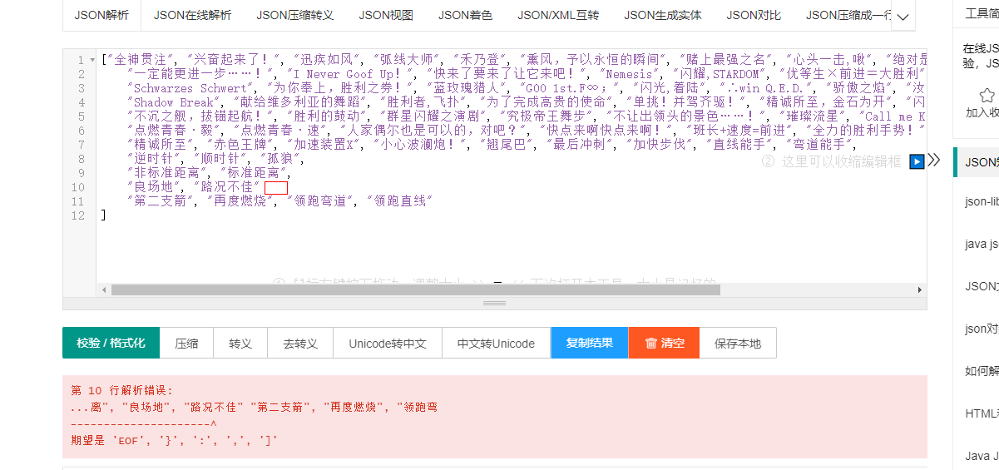 JSON解析 JSON在线解析 JSON压缩转义 JSON视图 JSON着色 JSON/XML互转 JSON生成实体 JSON对比 JSON压缩成一行
工具简
在线JS
验，JS
加入收
1 ["全神贯注", "兴奋起来了！", "迅疾如风", "弧线大师", "禾乃登", "薰风，予以永恒的瞬间", "赌上最强之名", "心头一击,啾", "绝对是
2 "一定能更进一步……！", "I Never Goof Up！", "快来了要来了让它来吧！", "Nemesis", "闪耀,STARDOM", "优等生×前进＝大胜利"
3 "Schwarzes Schwert", "为你奉上，胜利之券！", "蓝玫瑰猎人", "G00 1st.F∞；", "闪光,着陆", "∴win Q.E.D.", "骄傲之焰", "汝
4 "Shadow Break", "献给维多利亚的舞蹈", "胜利者,飞扑", "为了完成高贵的使命", "单挑！并驾齐驱！", "精诚所至，金石为开", "闪
5 "不沉之舰，拔锚起航！", "胜利的鼓动", "群星闪耀之演剧", "究极帝王舞步", "不让出领头的景色……！", "璀璨流星", "Call me K
6 "点燃青春·毅", "点燃青春·速", "人家偶尔也是可以的，对吧？", "快点来啊快点来啊！", "班长+速度=前进", "全力的胜利手势！"
7 "精诚所至", "赤色王牌", "加速装置X", "小心波澜炮！", "翘尾巴", "最后冲刺", "加快步伐", "直线能手", "弯道能手",
8 "逆时针", "顺时针", "孤狼",
② 这里可以收缩编辑框
9 "非标准距离", "标准距离",
10 "良场地", "路况不佳"
11 "第二支箭", "再度燃烧", "领跑弯道", "领跑直线"
12 ]
校验 / 格式化 压缩 转义 去转义 Unicode转中文 中文转Unicode 复制结果 清空 保存本地
第 10 行解析错误:
...离", "良场地", "路况不佳" "第二支箭", "再度燃烧", "领跑弯
---------------------^
期望是 'EOF', '}', ':', ',', ']'
json-lib
java js
json对
如何解
Java J